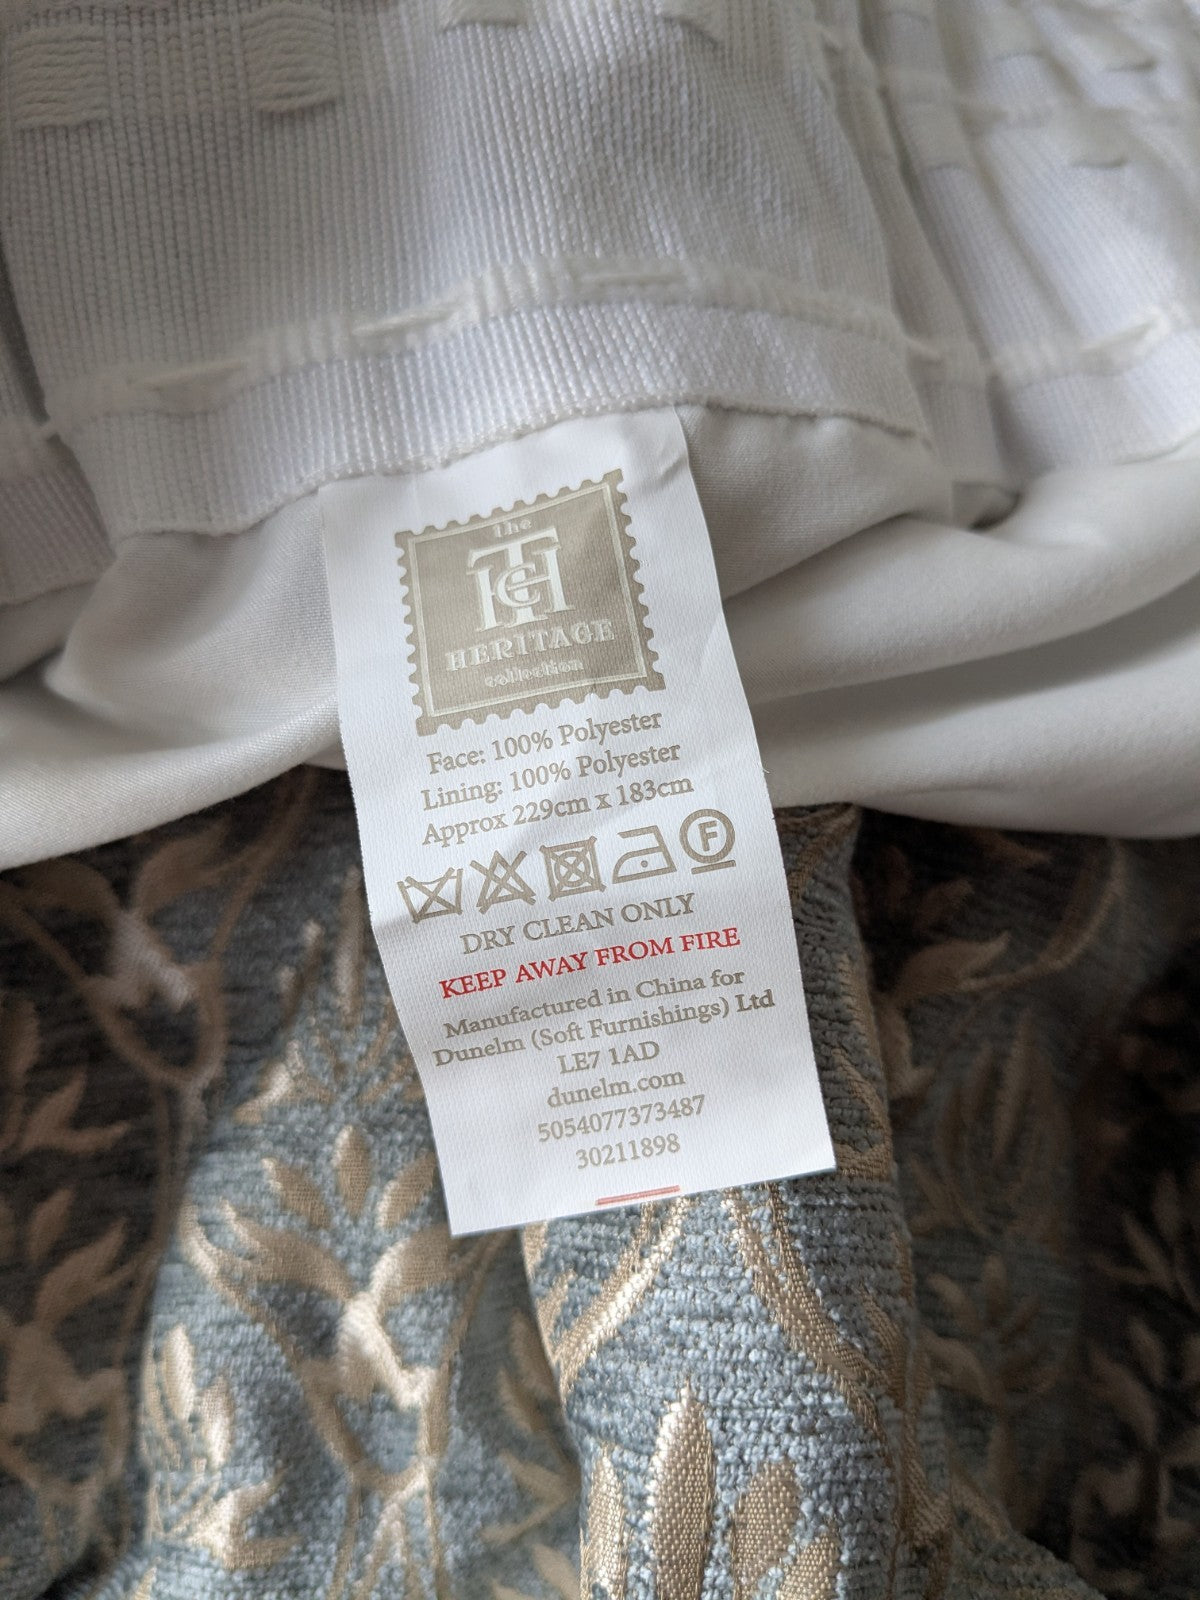 The
THCe
HERITAGE
collection
Face: 100% Polyester
Lining: 100% Polyester
Approx 229cm x 183cm
F
DRY CLEAN ONLY
KEEP AWAY FROM FIRE
Manufactured in China for
Dunelm (Soft Furnishings) Ltd
LE7 1AD
dunelm.com
5054077373487
30211898